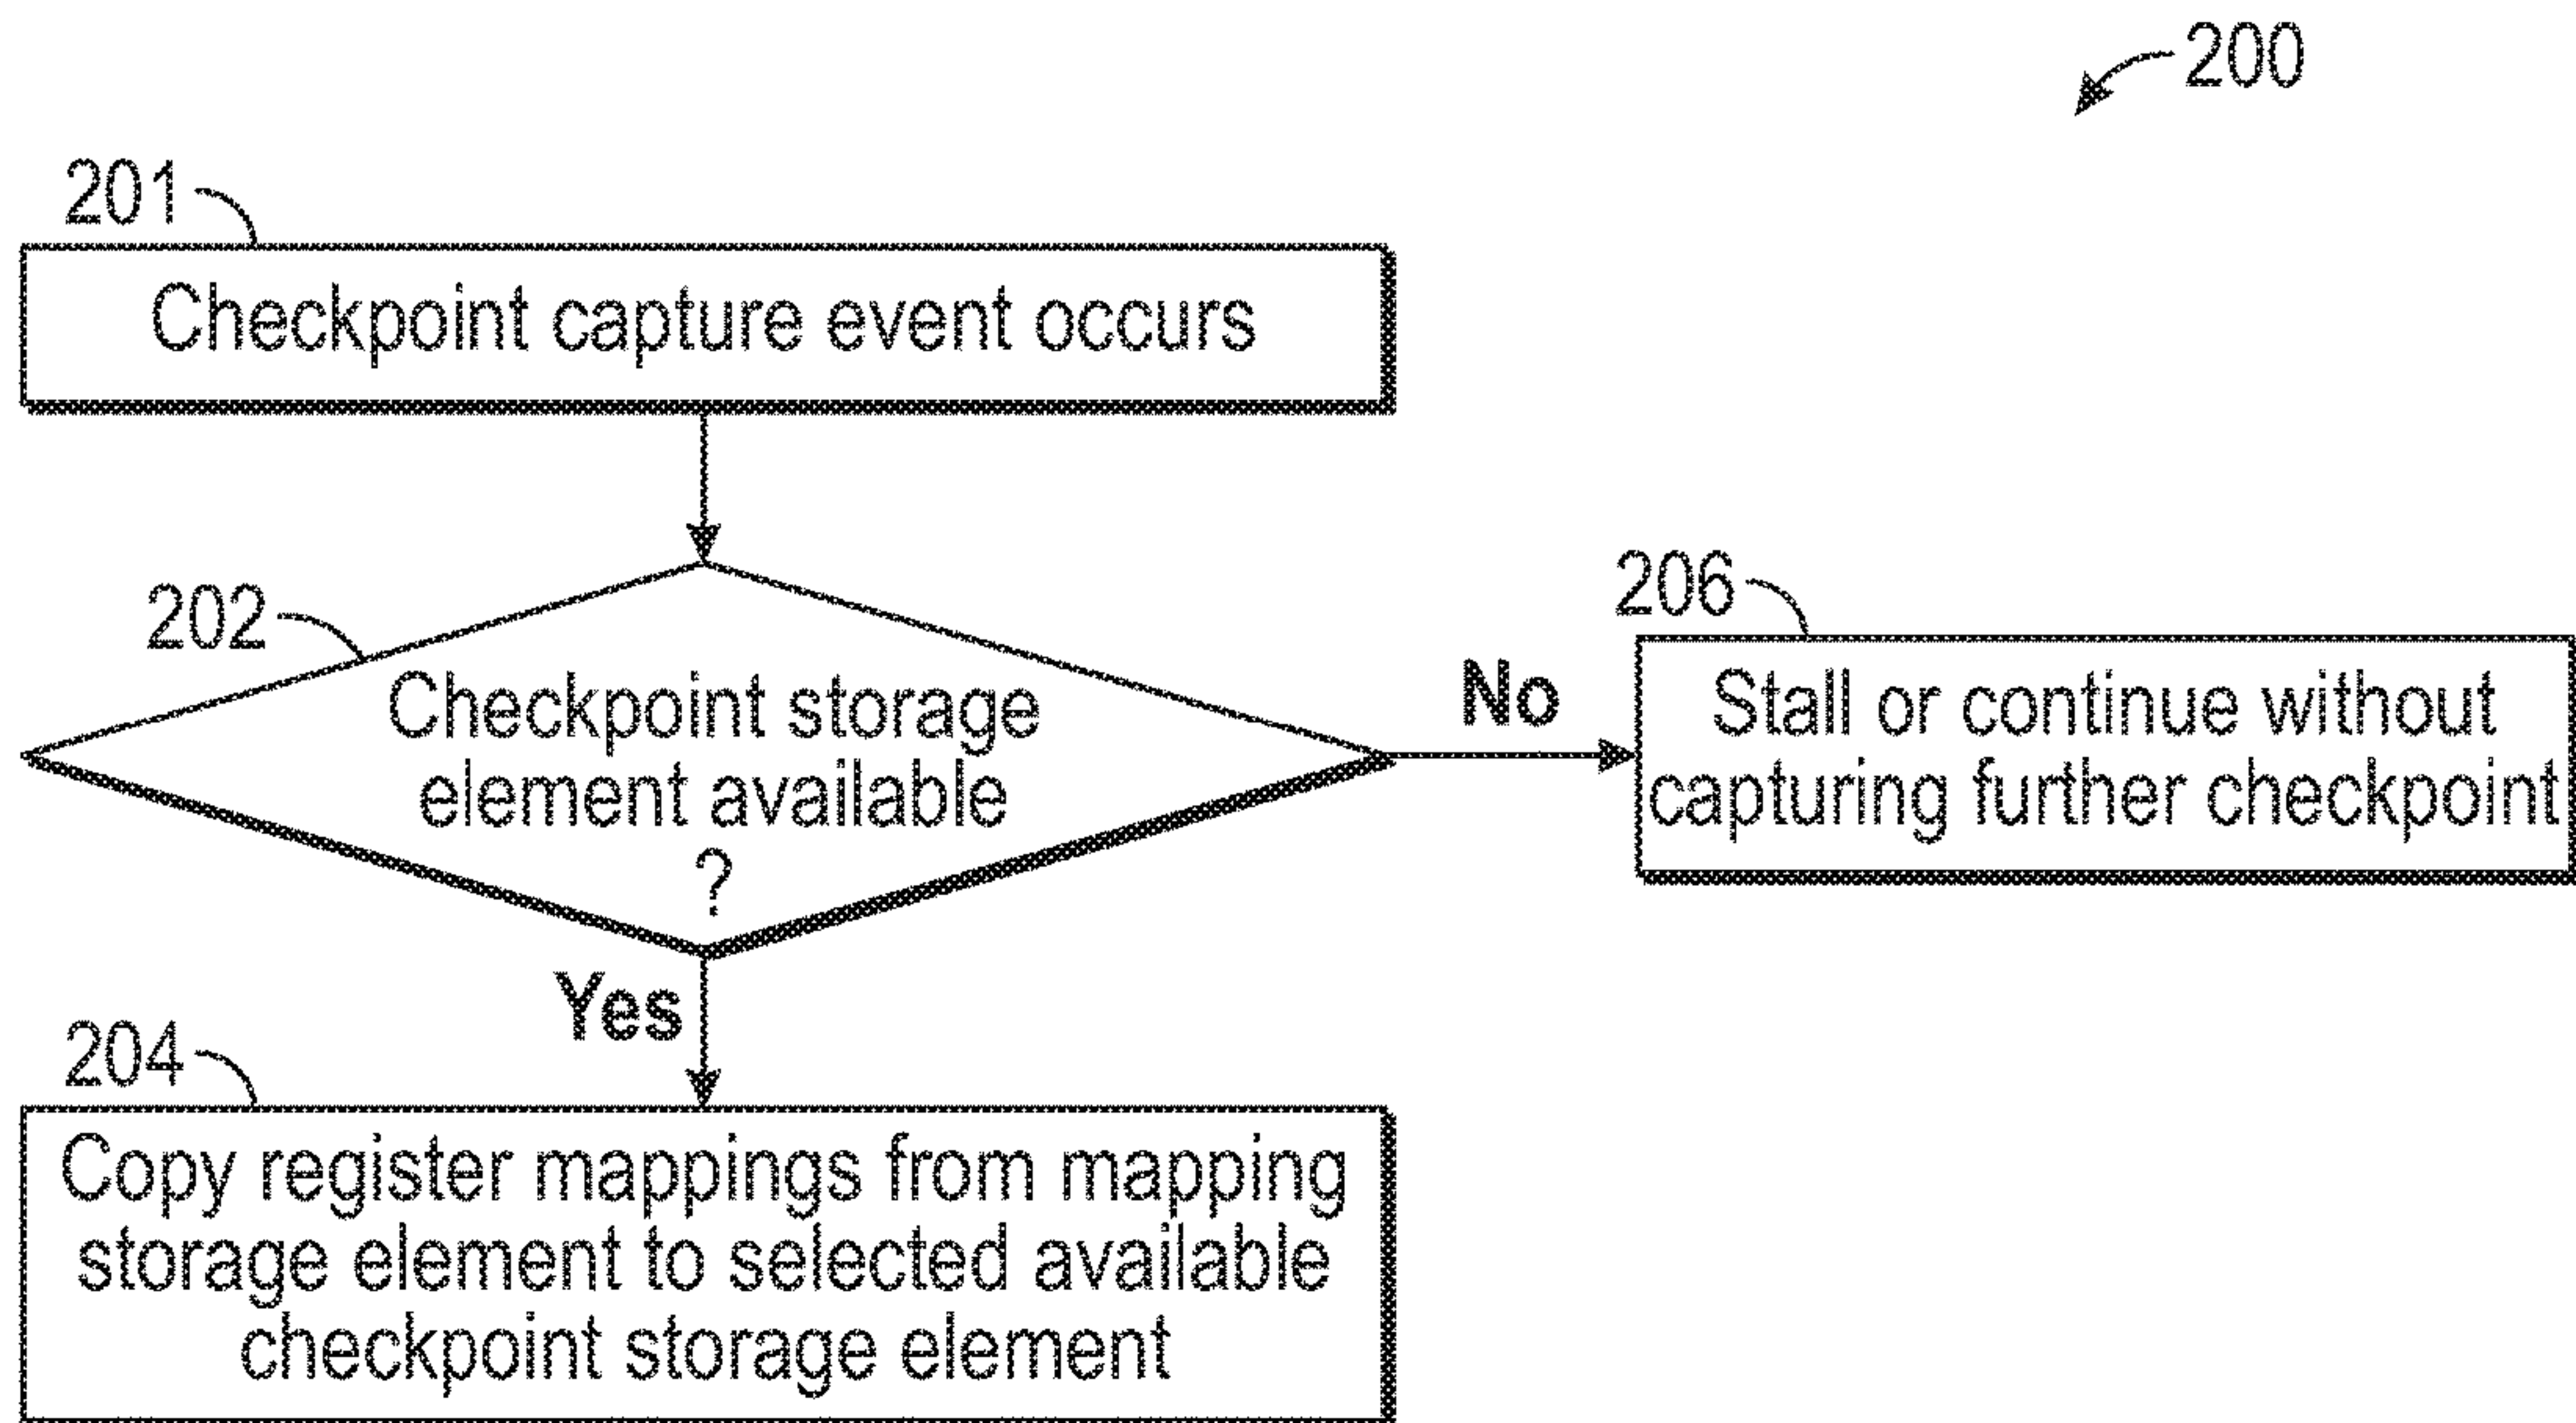 200
201
Checkpoint capture event occurs
202
Checkpoint storage
element available
?
No
206
Stall or continue without
capturing further checkpoint
Yes
204
Copy register mappings from mapping
storage element to selected available
checkpoint storage element